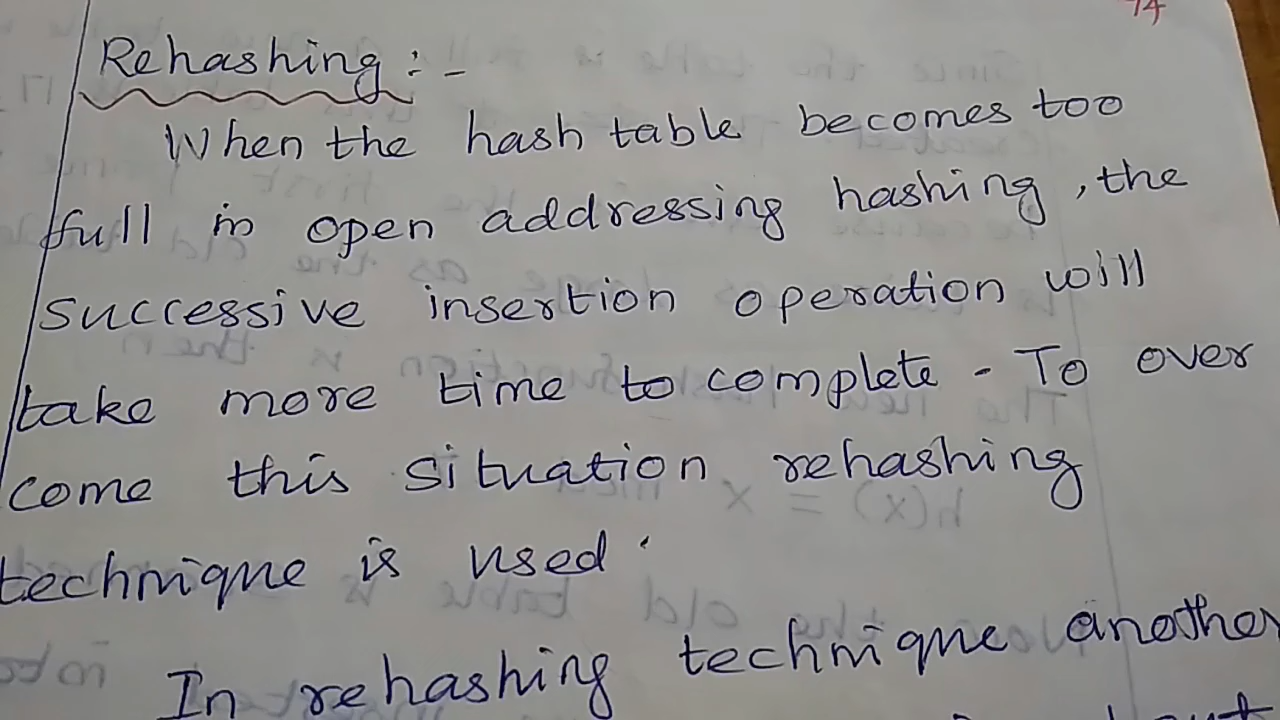 74
Rehashing :-
When the hash table becomes too
full in open addressing hashing, the
successive insertion operation will
take more time to complete. To over
come this situation rehashing
technique is used.
In rehashing technique another